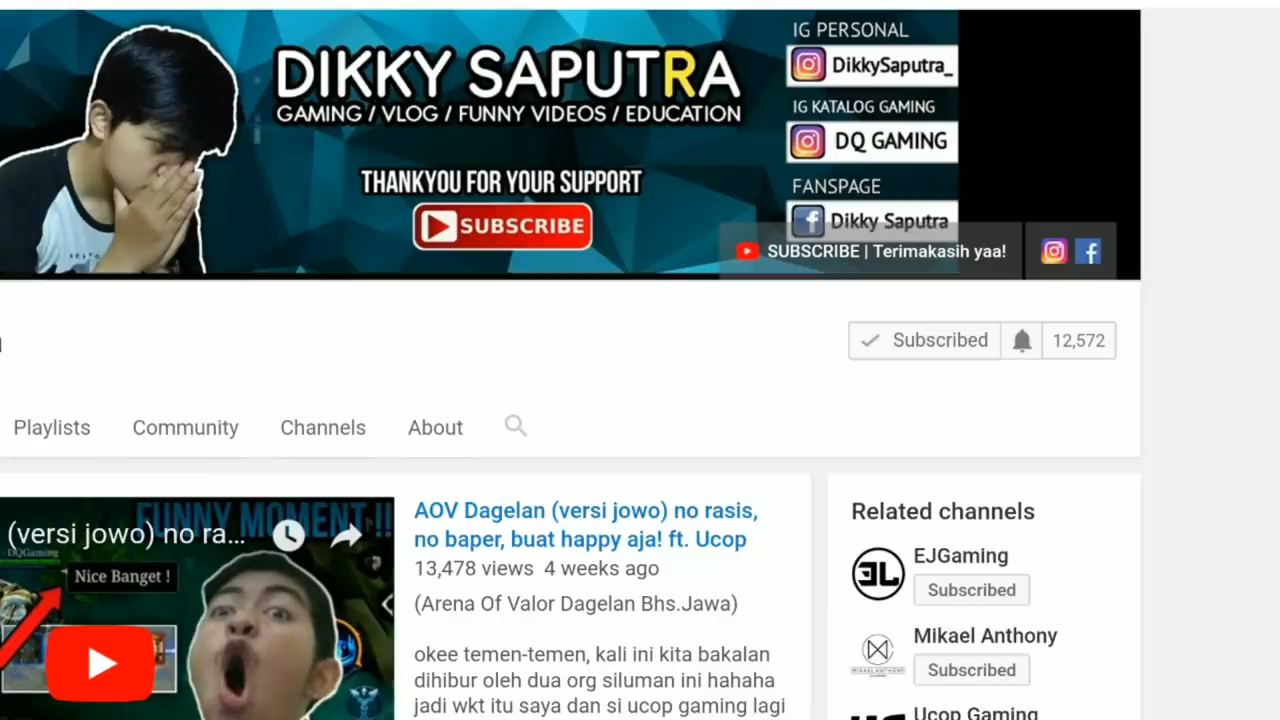 DIKKY SAPUTRA
GAMING / VLOG / FUNNY VIDEOS / EDUCATION
THANKYOU FOR YOUR SUPPORT
SUBSCRIBE
IG PERSONAL
DikkySaputra_
IG KATALOG GAMING
DQ GAMING
FANSPAGE
Dikky Saputra
SUBSCRIBE | Terimakasih yaa!
Subscribed
12,572
Playlists
Community
Channels
About
FUNNY MOMENT !!
(versi jowo) no ra...
DQGaming
Nice Banget !
AOV Dagelan (versi jowo) no rasis,
no baper, buat happy aja! ft. Ucop
13,478 views 4 weeks ago
(Arena Of Valor Dagelan Bhs.Jawa)
okee temen-temen, kali ini kita bakalan
dihibur oleh dua org siluman ini hahaha
jadi wkt itu saya dan si ucop gaming lagi
Related channels
EJGaming
Subscribed
Mikael Anthony
Subscribed
Ucop Gaming